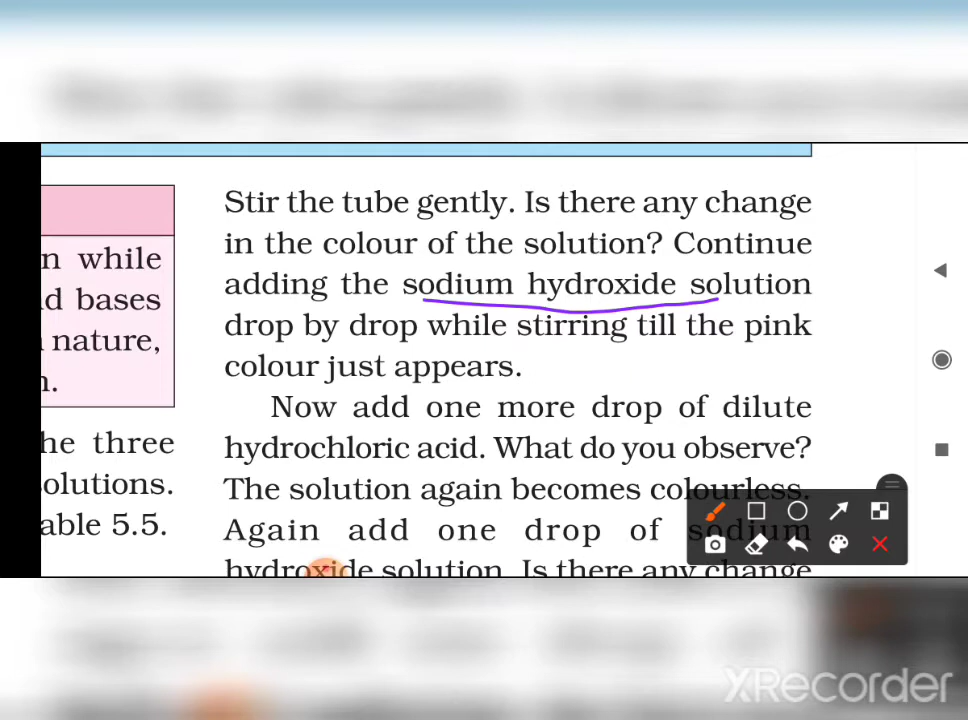 Stir the tube gently. Is there any change
in the colour of the solution? Continue
adding the sodium hydroxide solution
drop by drop while stirring till the pink
colour just appears.
Now add one more drop of dilute
hydrochloric acid. What do you observe?
The solution again becomes colourless.
Again add one drop of sodium
hydroxide solution. Is there any change
while
bases
nature,
three
able 5.5.
XRecorder